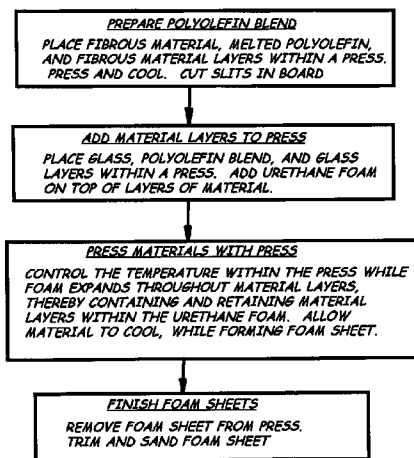 PREPARE POLYOLEFIN BLEND
PLACE FIBROUS MATERIAL, MELTED POLYOLEFIN,
AND FIBROUS MATERIAL LAYERS WITHIN A PRESS.
PRESS AND COOL. CUT SLITS IN BOARD
ADD MATERIAL LAYERS TO PRESS
PLACE GLASS, POLYOLEFIN BLEND, AND GLASS
LAYERS WITHIN A PRESS. ADD URETHANE FOAM
ON TOP OF LAYERS OF MATERIAL.
PRESS MATERIALS WITH PRESS
CONTROL THE TEMPERATURE WITHIN THE PRESS WHILE
FOAM EXPANDS THROUGHOUT MATERIAL LAYERS,
THEREBY CONTAINING AND RETAINING MATERIAL
LAYERS WITHIN THE URETHANE FOAM. ALLOW
MATERIAL TO COOL, WHILE FORMING FOAM SHEET.
FINISH FOAM SHEETS
REMOVE FOAM SHEET FROM PRESS.
TRIM AND SAND FOAM SHEET